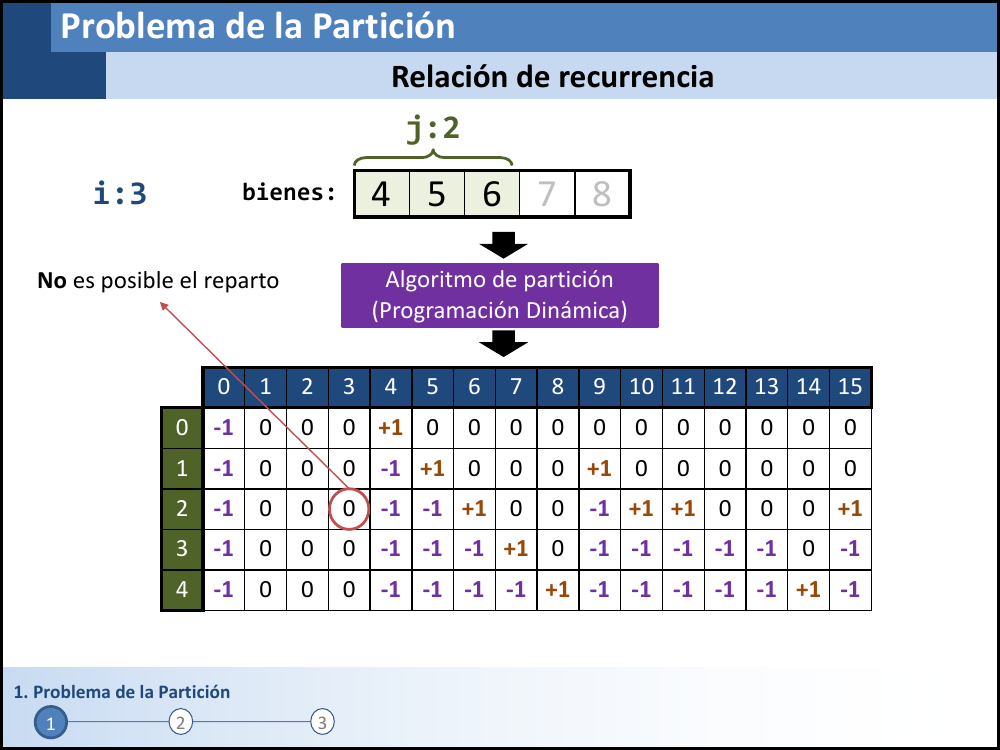 Problema de la Partición
Relación de recurrencia
j:2
i:3
bienes: 4 5 6 7 8
No es posible el reparto
Algoritmo de partición
(Programación Dinámica)
0 1 2 3 4 5 6 7 8 9 10 11 12 13 14 15
0 -1 0 0 0 +1 0 0 0 0 0 0 0 0 0 0 0
1 -1 0 0 0 -1 +1 0 0 0 +1 0 0 0 0 0 0
2 -1 0 0 0 -1 -1 +1 0 0 -1 +1 +1 0 0 0 +1
3 -1 0 0 0 -1 -1 -1 +1 0 -1 -1 -1 -1 -1 0 -1
4 -1 0 0 0 -1 -1 -1 -1 +1 -1 -1 -1 -1 -1 +1 -1
1. Problema de la Partición
1 2 3